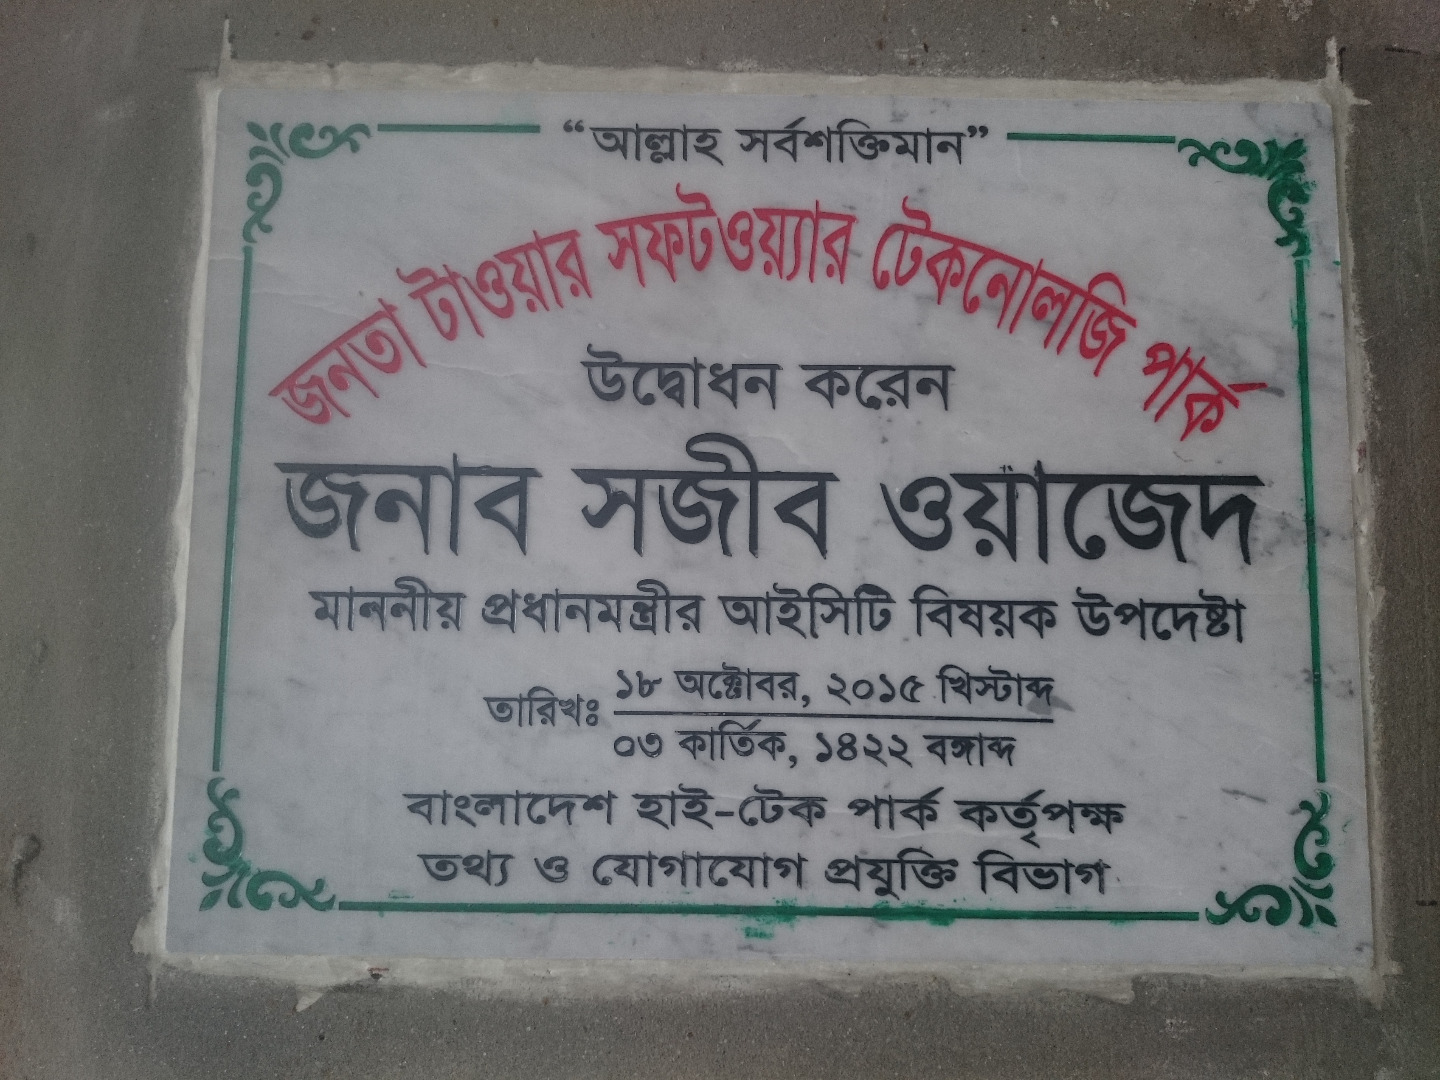 “আল্লাহ সর্বশক্তিমান”
জনতা টাওয়ার সফটওয়্যার টেকনোলজি পার্ক
উদ্বোধন করেন
জনাব সজীব ওয়াজেদ
মাননীয় প্রধানমন্ত্রীর আইসিটি বিষয়ক উপদেষ্টা
তারিখঃ ১৮ অক্টোবর, ২০১৫ খ্রিস্টাব্দ
০৩ কার্তিক, ১৪২২ বঙ্গাব্দ
বাংলাদেশ হাই-টেক পার্ক কর্তৃপক্ষ
তথ্য ও যোগাযোগ প্রযুক্তি বিভাগ